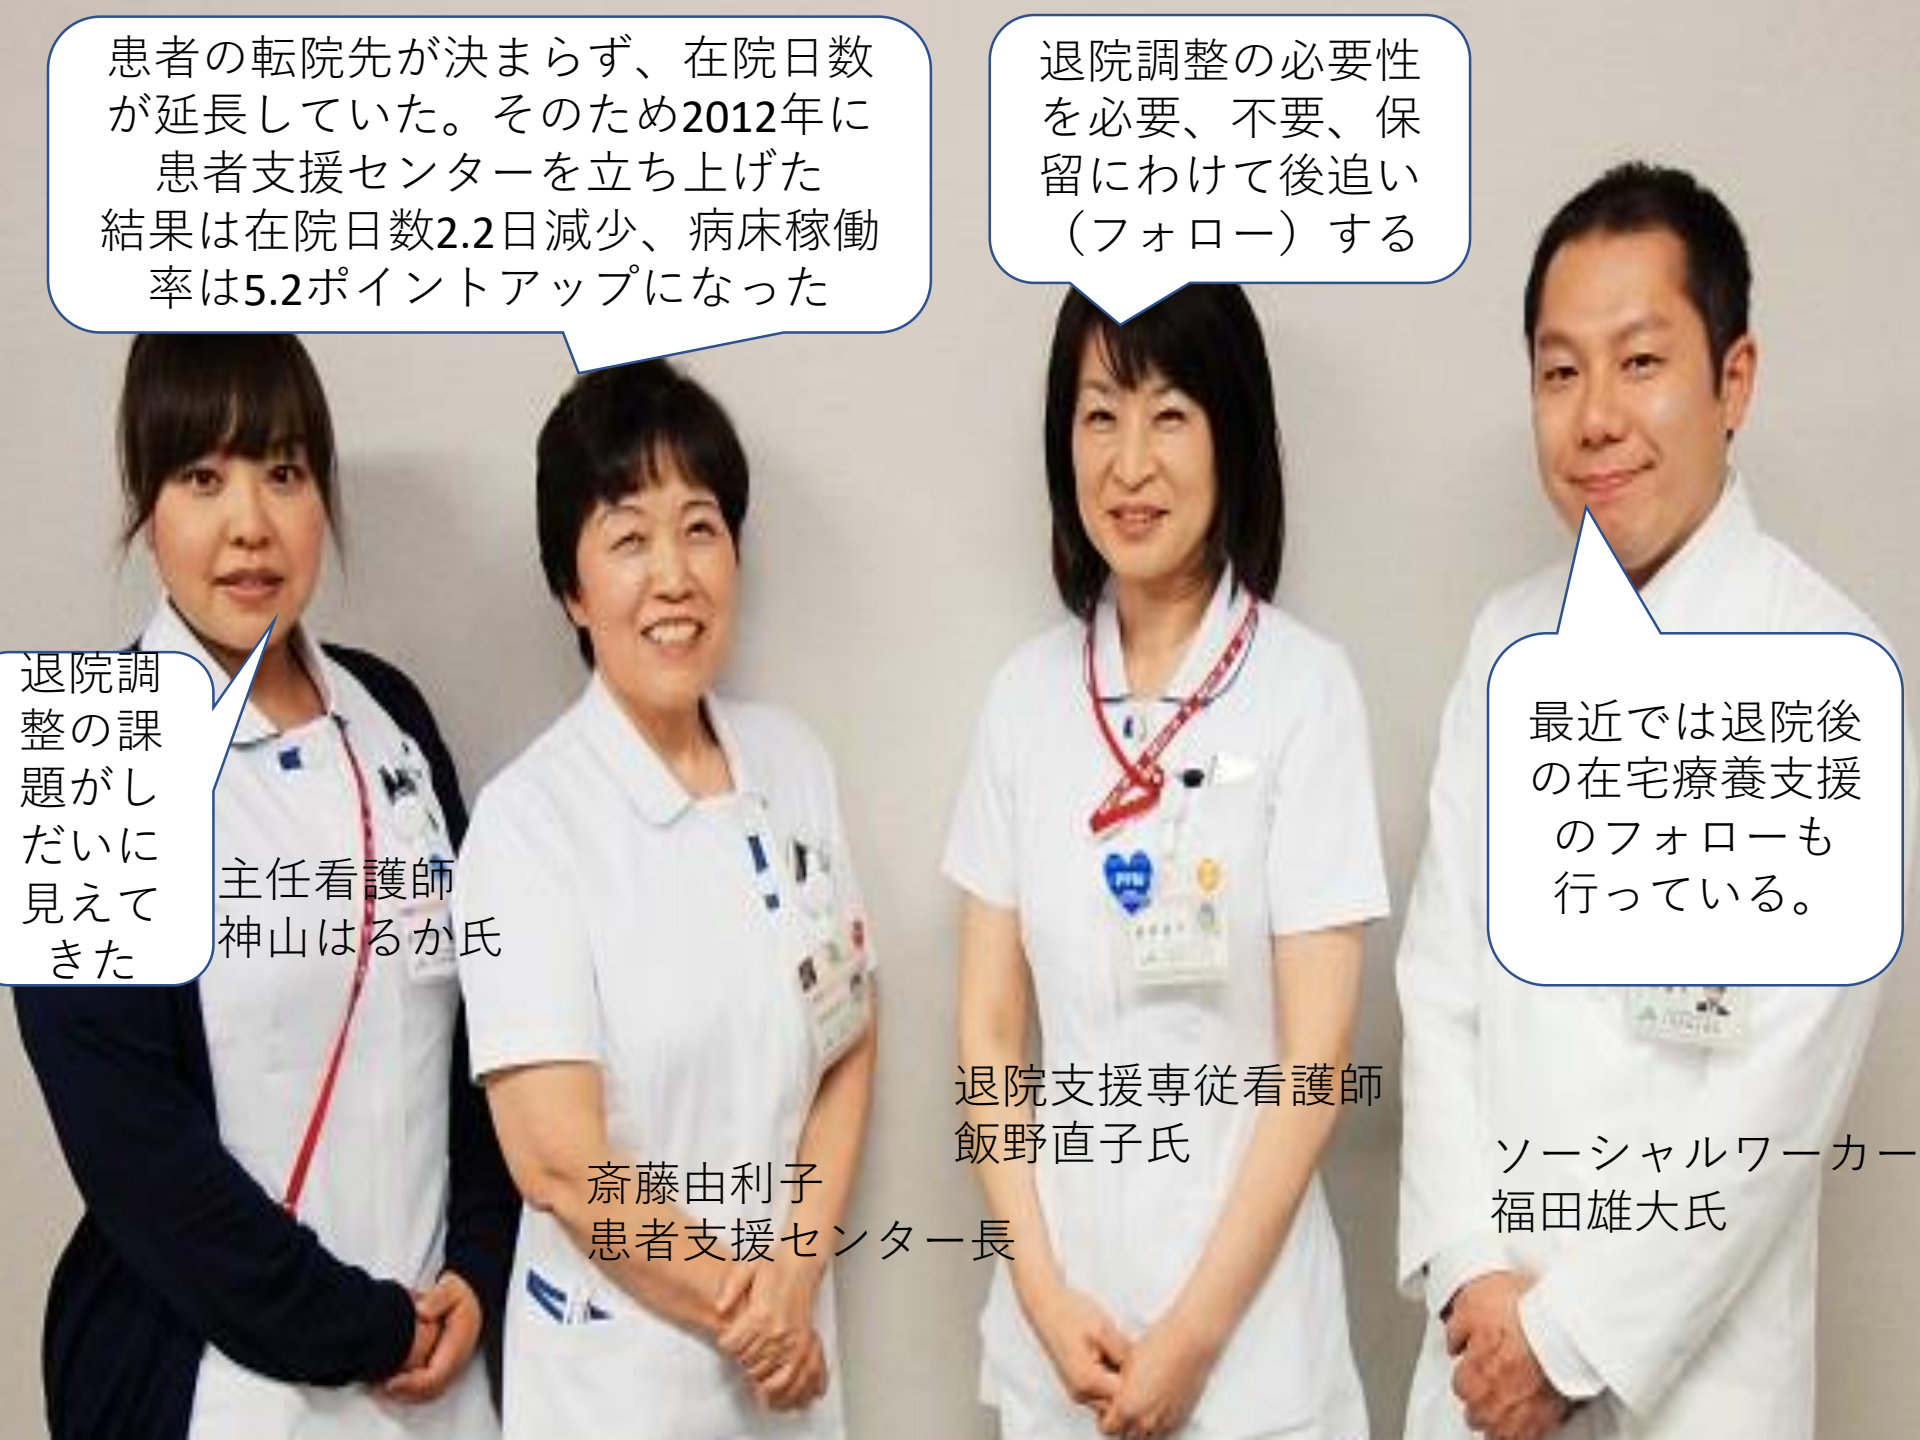 患者の転院先が決まらず、在院日数
が延長していた。そのため2012年に
患者支援センターを立ち上げた
結果は在院日数2.2日減少、病床稼働
率は5.2ポイントアップになった
退院調整の必要性
を必要、不要、保
留にわけて後追い
（フォロー）する
退院調
整の課
題がし
だいに
見えて
きた
主任看護師
神山はるか氏
最近では退院後
の在宅療養支援
のフォローも
行っている。
退院支援専従看護師
飯野直子氏
斎藤由利子
患者支援センター長
ソーシャルワーカー
福田雄大氏